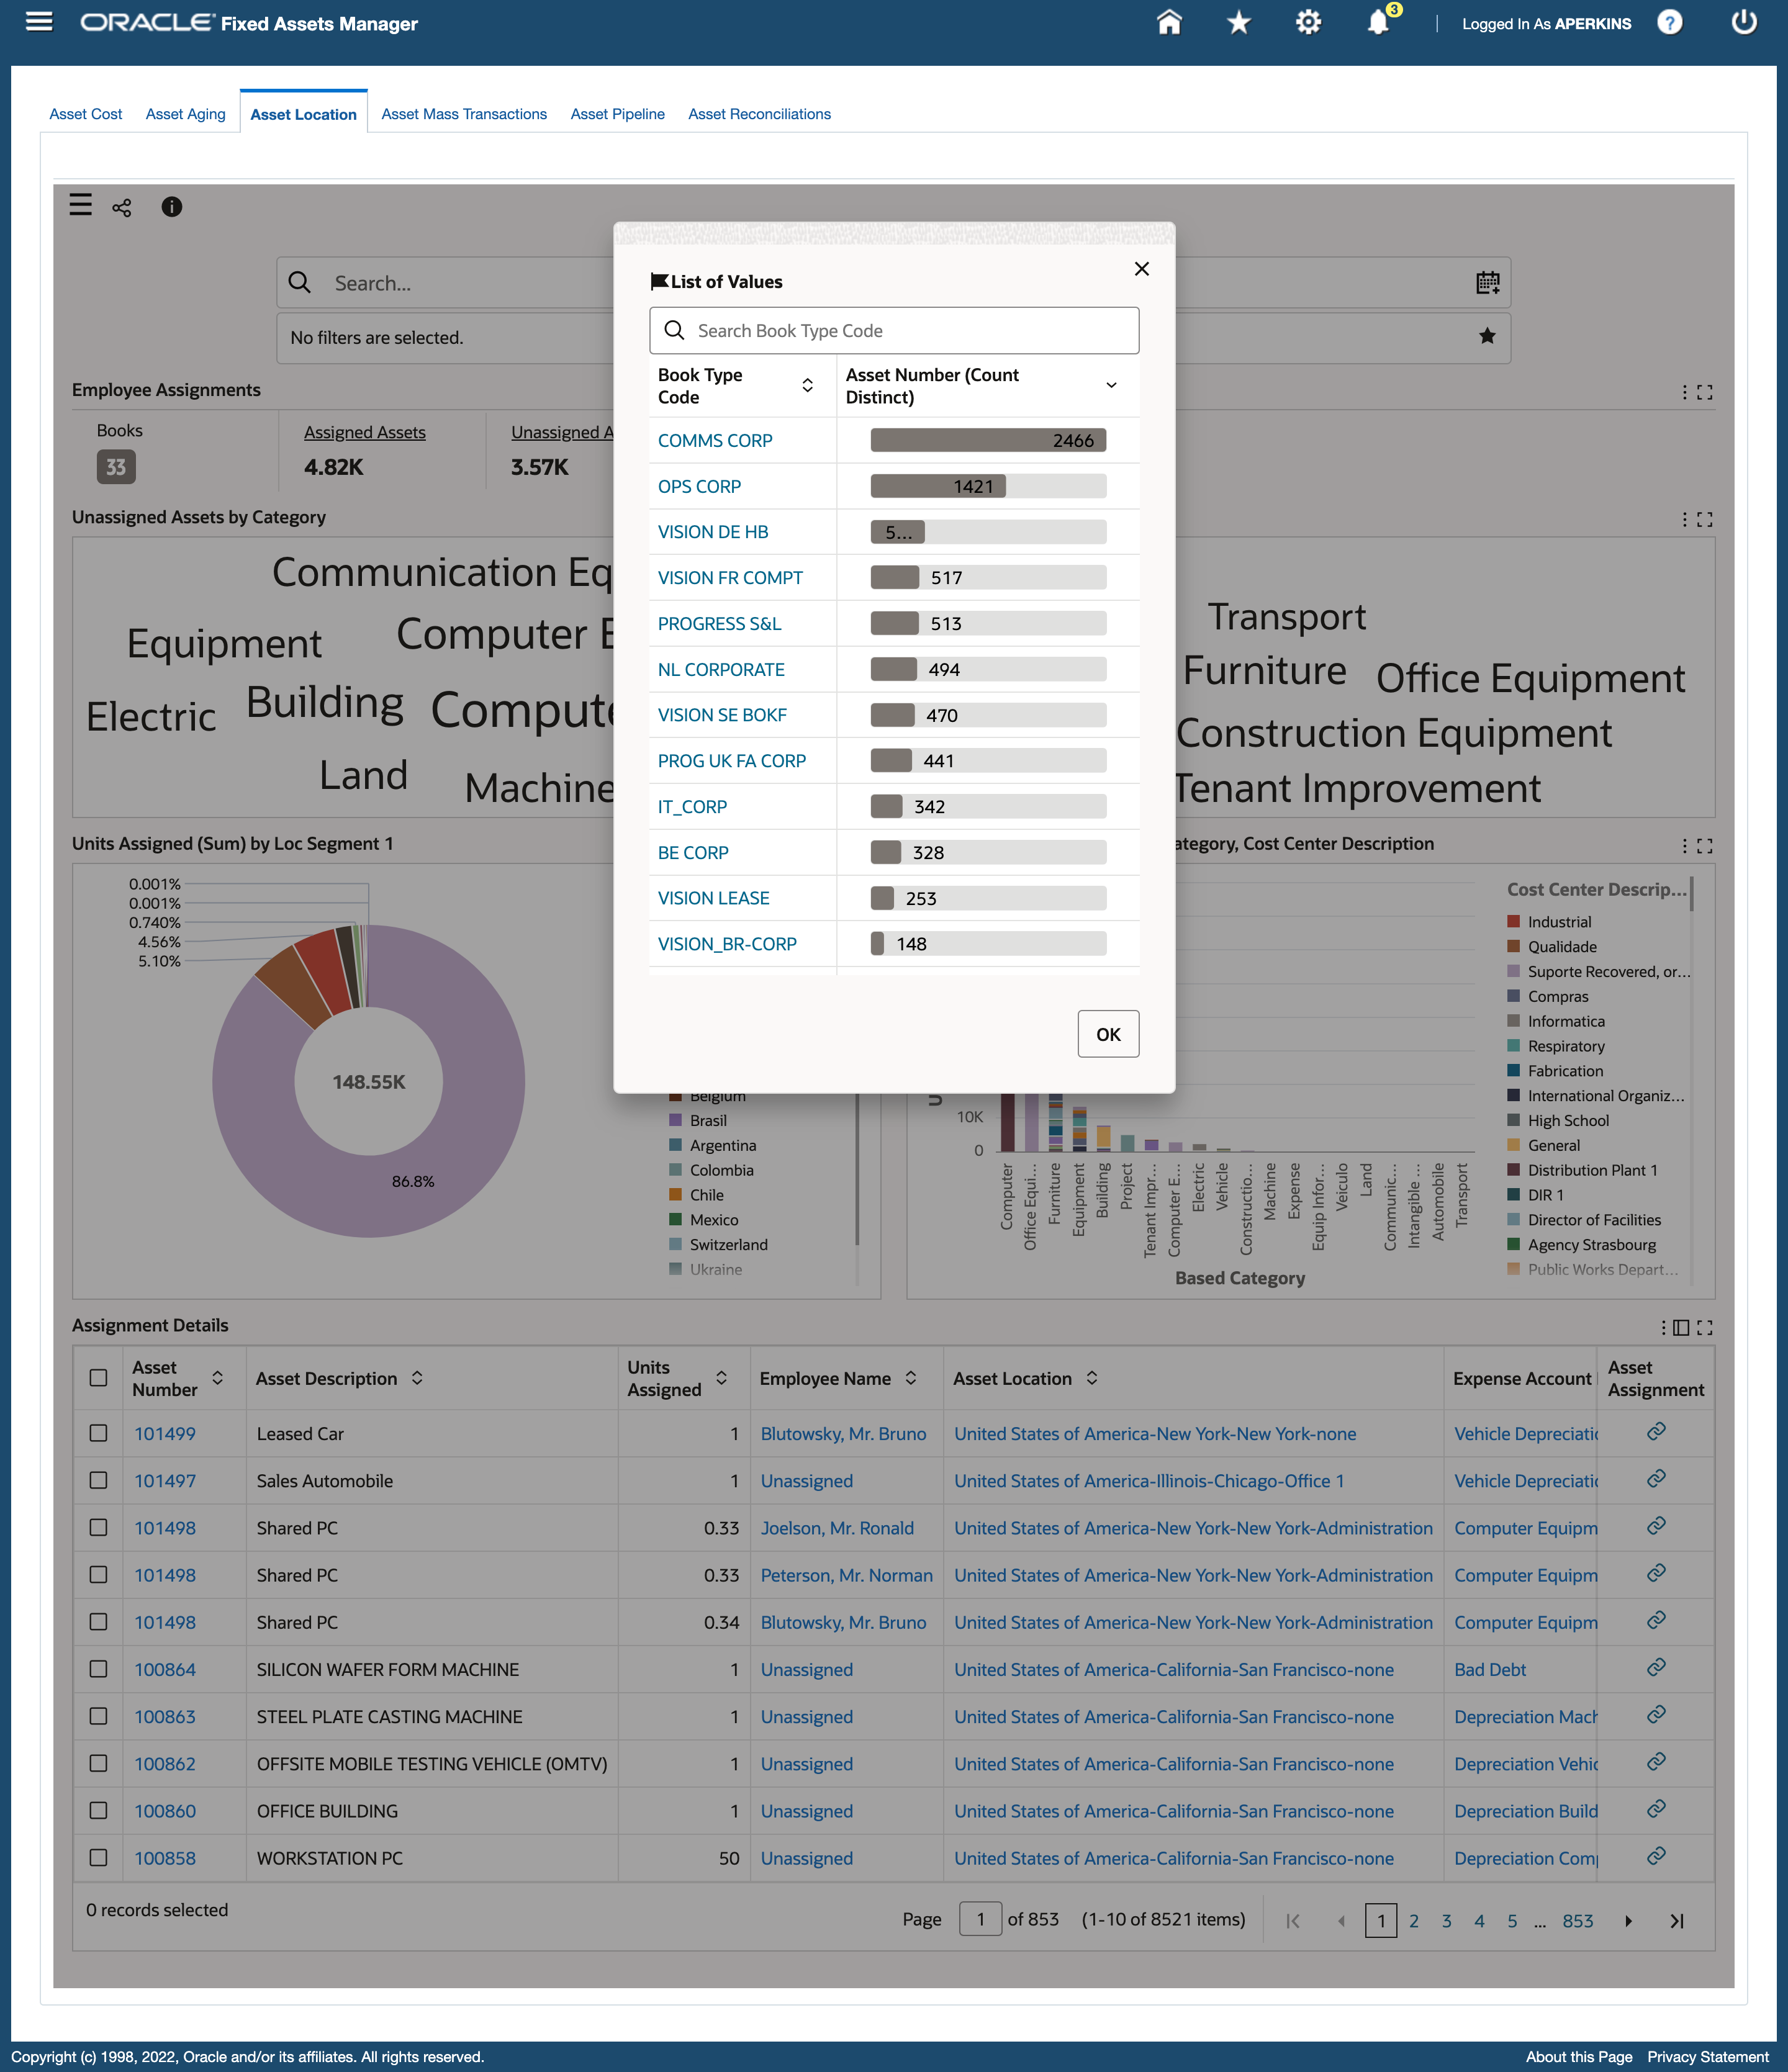 ORACLE Fixed Assets Manager
3
Logged In As APERKINS
?
Asset Cost Asset Aging Asset Location Asset Mass Transactions Asset Pipeline Asset Reconciliations
Search...
No filters are selected.
Employee Assignments
Books
33
Assigned Assets
4.82K
Unassigned A
3.57K
Unassigned Assets by Category
Communication Eq
Equipment
Computer
Electric
Building
Compute
Land
Machine
Transport
Furniture
Office Equipment
Construction Equipment
Tenant Improvement
List of Values
Search Book Type Code
Book Type Code
Asset Number (Count Distinct)
COMMS CORP 2466
OPS CORP 1421
VISION DE HB 5...
VISION FR COMPT 517
PROGRESS S&L 513
NL CORPORATE 494
VISION SE BOKF 470
PROG UK FA CORP 441
IT_CORP 342
BE CORP 328
VISION LEASE 253
VISION_BR-CORP 148
OK
Units Assigned (Sum) by Loc Segment 1
0.001%
0.001%
0.740%
4.56%
5.10%
148.55K
86.8%
Belgium
Brasil
Argentina
Colombia
Chile
Mexico
Switzerland
Ukraine
ategory, Cost Center Description
10K
0
Computer
Office Equi...
Furniture
Equipment
Building
Project
Tenant Impr...
Computer E...
Electric
Vehicle
Constructio...
Machine
Expense
Equip Infor...
Veiculo
Land
Communic...
Intangible ...
Automobile
Transport
Based Category
Cost Center Descrip...
Industrial
Qualidade
Suporte Recovered, or...
Compras
Informatica
Respiratory
Fabrication
International Organiz...
High School
General
Distribution Plant 1
DIR 1
Director of Facilities
Agency Strasbourg
Public Works Depart...
Assignment Details
Asset Number Asset Description Units Assigned Employee Name Asset Location Expense Account Asset Assignment
101499 Leased Car 1 Blutowsky, Mr. Bruno United States of America-New York-New York-none Vehicle Depreciatic
101497 Sales Automobile 1 Unassigned United States of America-Illinois-Chicago-Office 1 Vehicle Depreciatic
101498 Shared PC 0.33 Joelson, Mr. Ronald United States of America-New York-New York-Administration Computer Equipm
101498 Shared PC 0.33 Peterson, Mr. Norman United States of America-New York-New York-Administration Computer Equipm
101498 Shared PC 0.34 Blutowsky, Mr. Bruno United States of America-New York-New York-Administration Computer Equipm
100864 SILICON WAFER FORM MACHINE 1 Unassigned United States of America-California-San Francisco-none Bad Debt
100863 STEEL PLATE CASTING MACHINE 1 Unassigned United States of America-California-San Francisco-none Depreciation Mach
100862 OFFSITE MOBILE TESTING VEHICLE (OMTV) 1 Unassigned United States of America-California-San Francisco-none Depreciation Vehic
100860 OFFICE BUILDING 1 Unassigned United States of America-California-San Francisco-none Depreciation Build
100858 WORKSTATION PC 50 Unassigned United States of America-California-San Francisco-none Depreciation Comp
0 records selected
Page 1 of 853 (1-10 of 8521 items) 1 2 3 4 5 ... 853
Copyright (c) 1998, 2022, Oracle and/or its affiliates. All rights reserved.
About this Page Privacy Statement